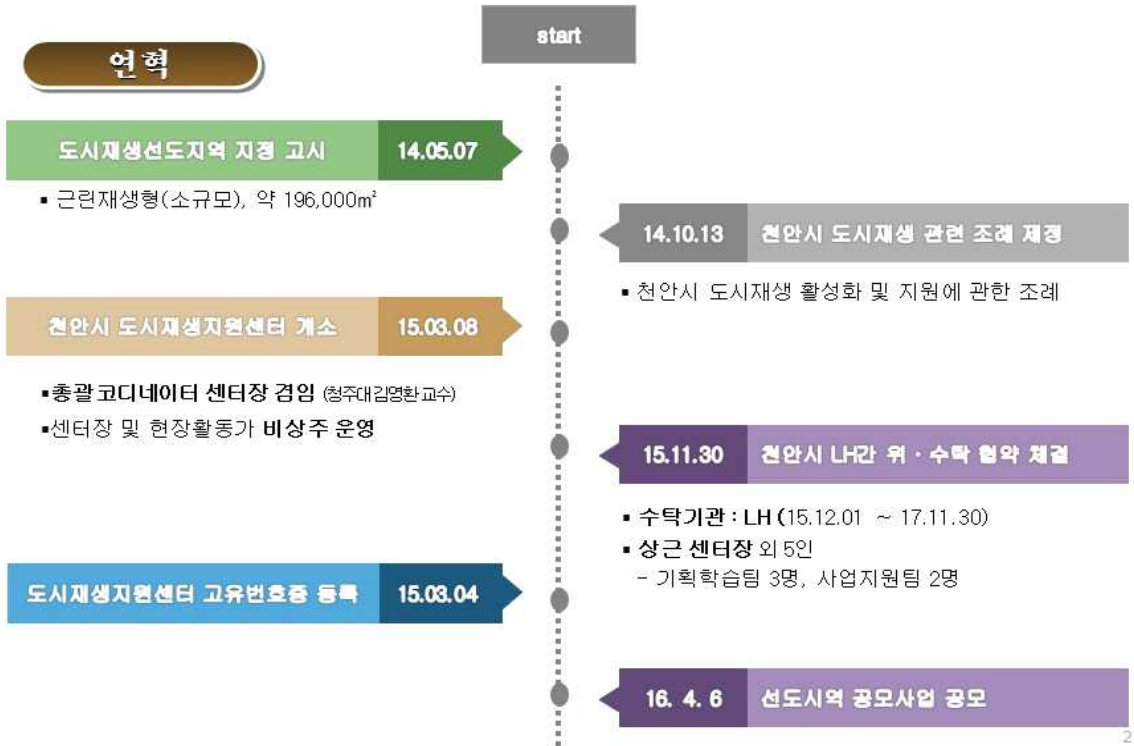 start
연혁
도시재생선도지역 지정 고시 14.05.07
▪ 근린재생형(소규모), 약 196,000㎡
14.10.13 천안시 도시재생 관련 조례 제정
▪ 천안시 도시재생 활성화 및 지원에 관한 조례
천안시 도시재생지원센터 개소 15.03.08
▪총괄코디네이터 센터장 겸임 (청주대김영환교수)
▪센터장 및 현장활동가 비상주 운영
15.11.30 천안시 LH간 위·수탁 협약 체결
▪ 수탁기관 : LH (15.12.01 ~ 17.11.30)
▪ 상근 센터장 외 5인
- 기획학습팀 3명, 사업지원팀 2명
도시재생지원센터 고유번호증 등록 15.03.04
16. 4. 6 선도시역 공모사업 공모
2